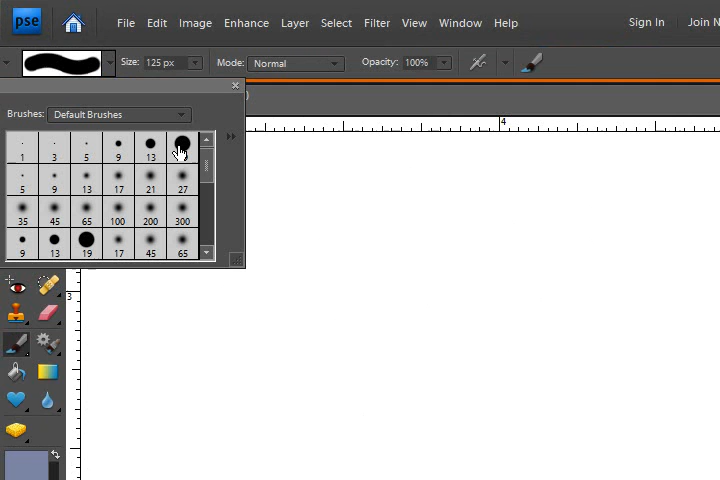 pse File Edit Image Enhance Layer Select Filter View Window Help Sign In Join N
Size: 125 px Mode: Normal Opacity: 100%
)
Brushes: Default Brushes
4
1 3 5 9 13
5 9 13 17 21 27
35 45 65 100 200 300
9 13 19 17 45 65
3